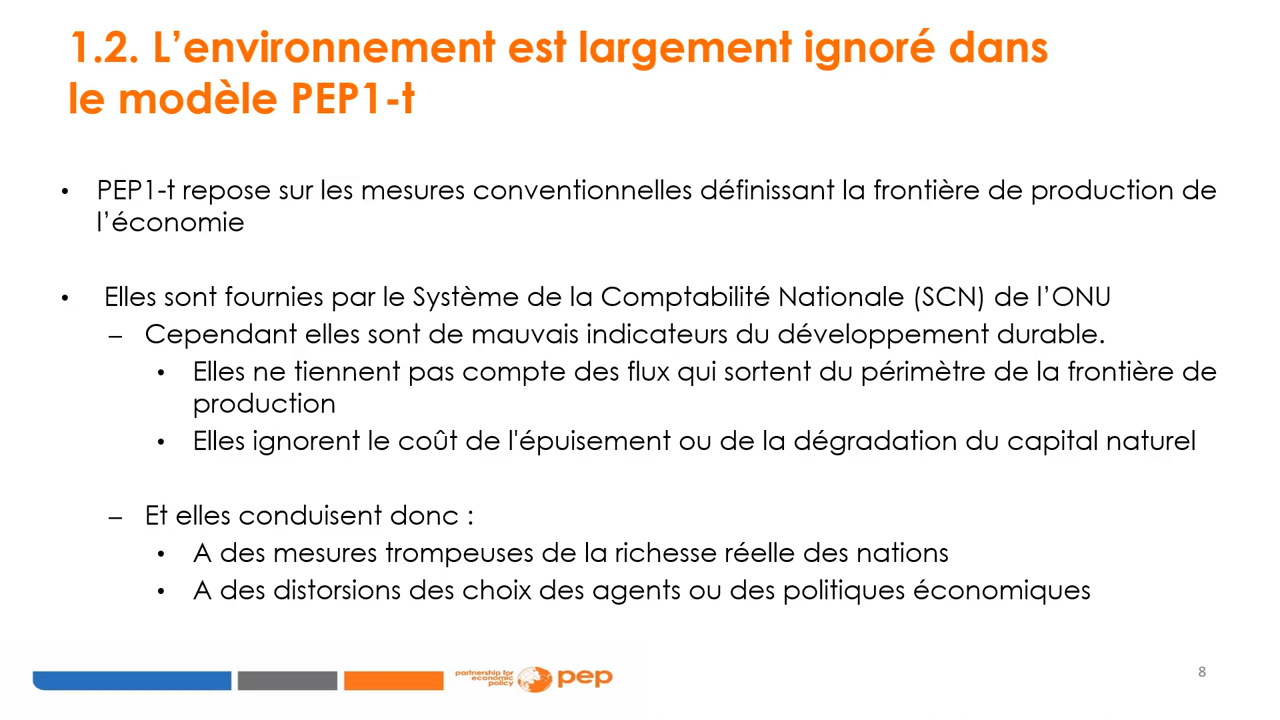 1.2. L’environnement est largement ignoré dans
le modèle PEP1-t
• PEP1-t repose sur les mesures conventionnelles définissant la frontière de production de
l’économie
• Elles sont fournies par le Système de la Comptabilité Nationale (SCN) de l’ONU
– Cependant elles sont de mauvais indicateurs du développement durable.
• Elles ne tiennent pas compte des flux qui sortent du périmètre de la frontière de
production
• Elles ignorent le coût de l'épuisement ou de la dégradation du capital naturel
– Et elles conduisent donc :
• A des mesures trompeuses de la richesse réelle des nations
• A des distorsions des choix des agents ou des politiques économiques
partnership for
economic
policy
pep
8